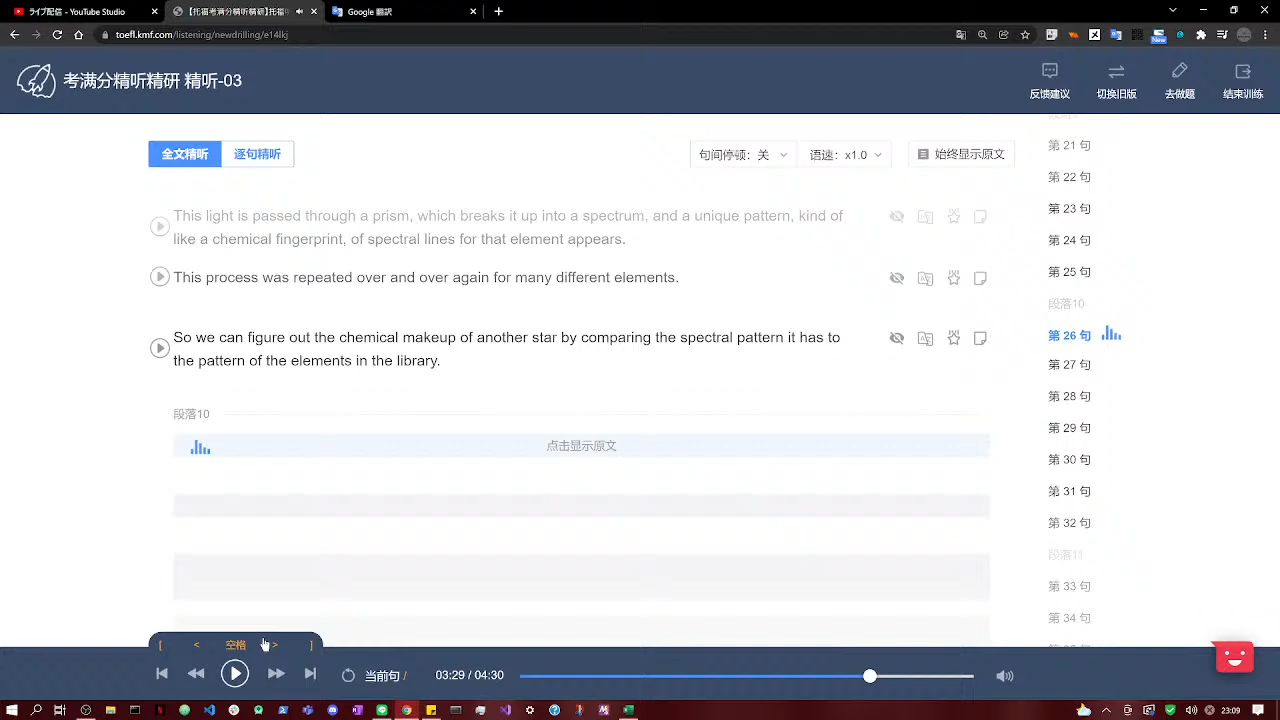 ライブ配信 - YouTube Studio
【托福考满分精听精研】托福
Google 翻訳
toefl.kmf.com/listening/newdrilling/e14lkj
New
考满分精听精研 精听-03
反馈建议
切换旧版
去做题
结束训练
全文精听
逐句精听
句间停顿：关
语速：x1.0
始终显示原文
This light is passed through a prism, which breaks it up into a spectrum, and a unique pattern, kind of
like a chemical fingerprint, of spectral lines for that element appears.
This process was repeated over and over again for many different elements.
So we can figure out the chemical makeup of another star by comparing the spectral pattern it has to
the pattern of the elements in the library.
段落10
点击显示原文
第 21 句
第 22 句
第 23 句
第 24 句
第 25 句
段落10
第 26 句
第 27 句
第 28 句
第 29 句
第 30 句
第 31 句
第 32 句
段落11
第 33 句
第 34 句
[ < 空格 > ]
当前句 /
03:29 / 04:30
23:09